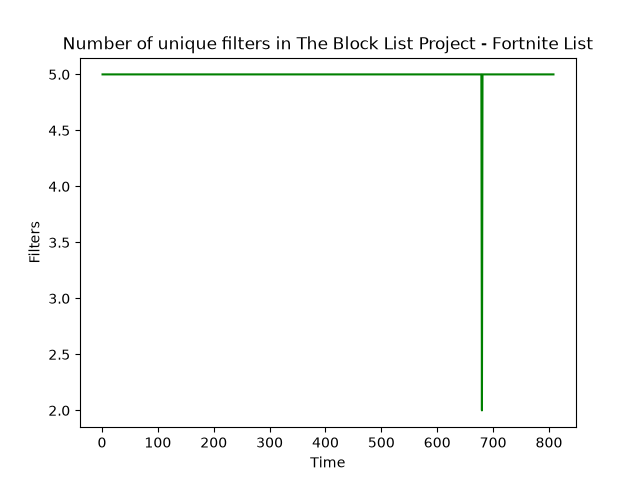 Number of unique filters in The Block List Project - Fortnite List
5.0
4.5
4.0
3.5
3.0
2.5
2.0
Filters
0 100 200 300 400 500 600 700 800
Time